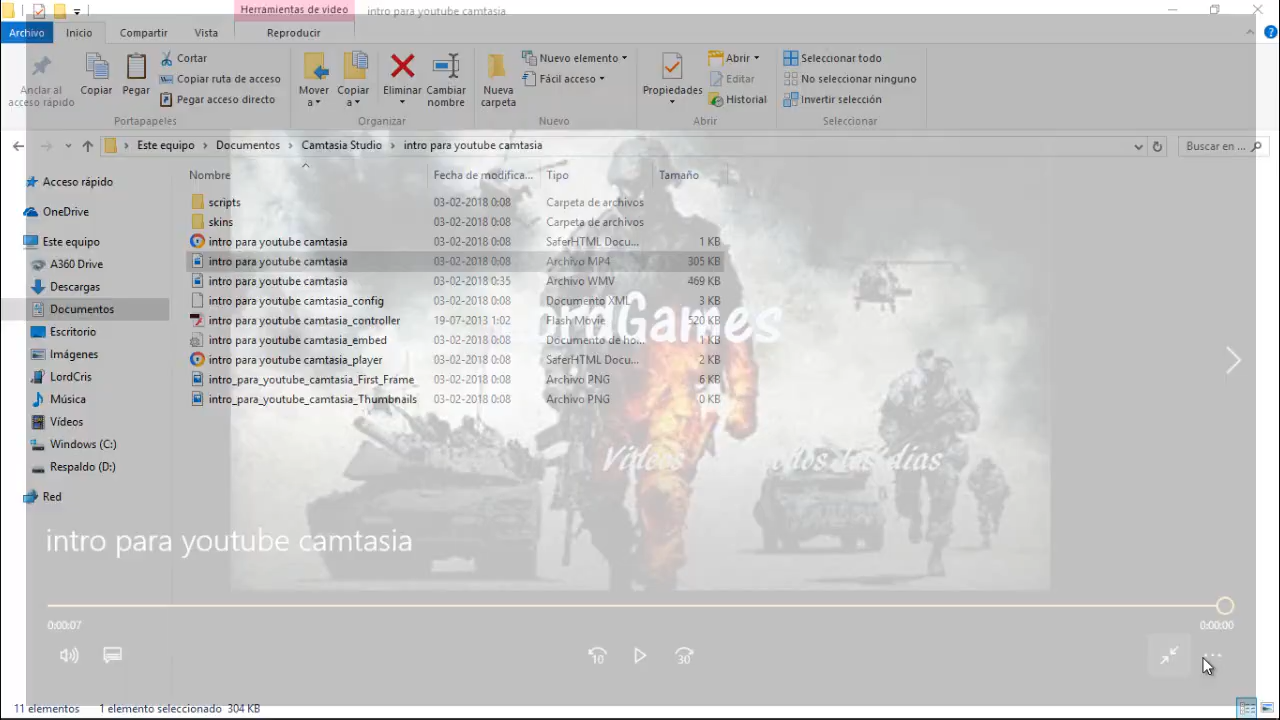 Herramientas de video
intro para youtube camtasia
Archivo
Inicio
Compartir
Vista
Reproducir
Anclar al acceso rápido
Copiar
Pegar
Cortar
Copiar ruta de acceso
Pegar acceso directo
Portapapeles
Mover a
Copiar a
Eliminar
Cambiar nombre
Organizar
Nueva carpeta
Nuevo elemento
Fácil acceso
Nuevo
Propiedades
Abrir
Editar
Historial
Abrir
Seleccionar todo
No seleccionar ninguno
Invertir selección
Seleccionar
Este equipo
Documentos
Camtasia Studio
intro para youtube camtasia
Buscar en ...
Nombre
Fecha de modifica...
Tipo
Tamaño
scripts 03-02-2018 0:08 Carpeta de archivos
skins 03-02-2018 0:08 Carpeta de archivos
intro para youtube camtasia 03-02-2018 0:08 SaferHTML Docu... 1 KB
intro para youtube camtasia 03-02-2018 0:08 Archivo MP4 305 KB
intro para youtube camtasia 03-02-2018 0:35 Archivo WMV 469 KB
intro para youtube camtasia_config 03-02-2018 0:08 Documento XML 3 KB
intro para youtube camtasia_controller 19-07-2013 1:02 Flash Movie 520 KB
intro para youtube camtasia_embed 03-02-2018 0:08 Documento de ho... 1 KB
intro para youtube camtasia_player 03-02-2018 0:08 SaferHTML Docu... 2 KB
intro_para_youtube_camtasia_First_Frame 03-02-2018 0:08 Archivo PNG 6 KB
intro_para_youtube_camtasia_Thumbnails 03-02-2018 0:08 Archivo PNG 0 KB
Acceso rápido
OneDrive
Este equipo
A360 Drive
Descargas
Documentos
Escritorio
Imágenes
LordCris
Música
Vídeos
Windows (C:)
Respaldo (D:)
Red
Videos
días
intro para youtube camtasia
0:00:07
0:00:00
10
30
11 elementos
1 elemento seleccionado 304 KB